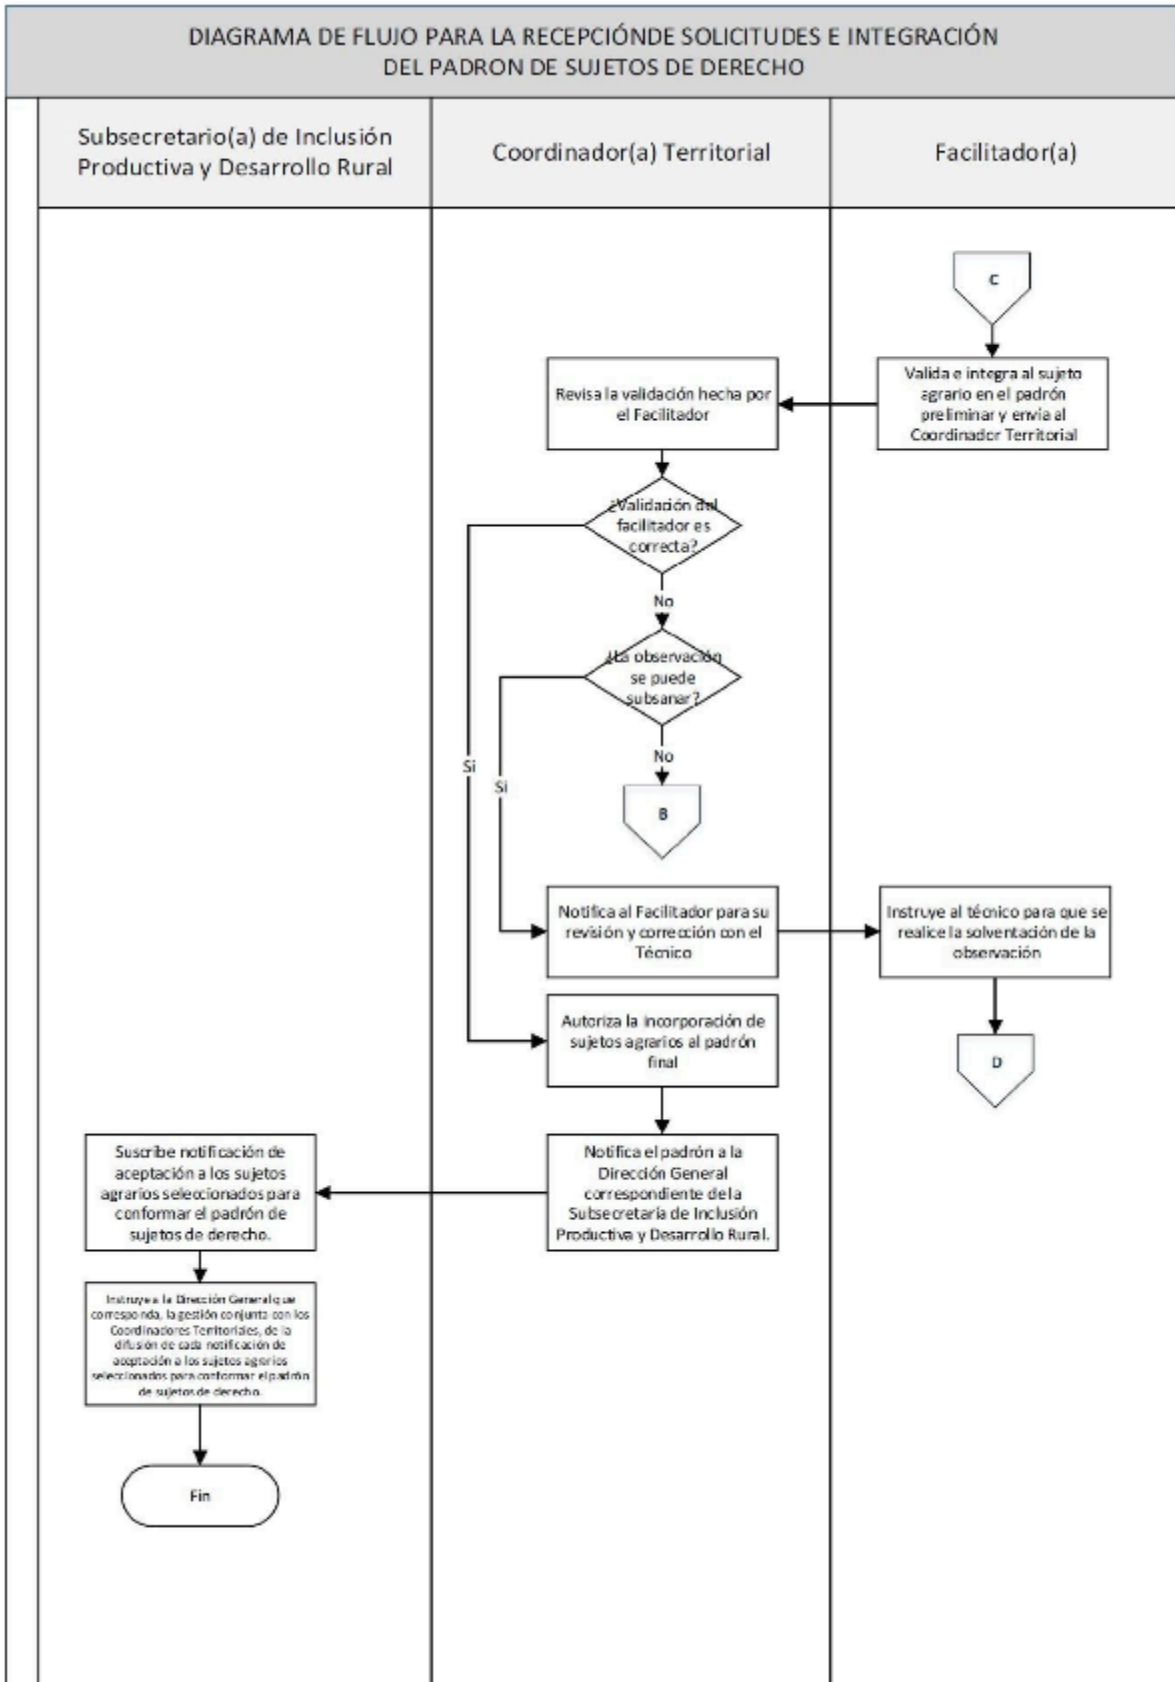 DIAGRAMA DE FLUJO PARA LA RECEPCIÓNDE SOLICITUDES E INTEGRACIÓN
DEL PADRON DE SUJETOS DE DERECHO
Subsecretario(a) de Inclusión
Productiva y Desarrollo Rural
Coordinador(a) Territorial
Facilitador(a)
C
Valida e integra al sujeto
agrario en el padrón
preliminar y envía al
Coordinador Territorial
Revisa la validación hecha por
el Facilitador
¿Validación del
facilitador es
correcta?
No
¿La observación
se puede
subsanar?
No
Si
Si
B
Notifica al Facilitador para su
revisión y corrección con el
Técnico
Instruye al técnico para que se
realice la solventación de la
observación
Autoriza la incorporación de
sujetos agrarios al padrón
final
D
Notifica el padrón a la
Dirección General
correspondiente de la
Subsecretaría de Inclusión
Productiva y Desarrollo Rural.
Suscribe notificación de
aceptación a los sujetos
agrarios seleccionados para
conformar el padrón de
sujetos de derecho.
Instruye a la Dirección General que
corresponda, la gestión conjunta con los
Coordinadores Territoriales, de la
difusión de cada notificación de
aceptación a los sujetos agrarios
seleccionados para conformar el padrón
de sujetos de derecho.
Fin